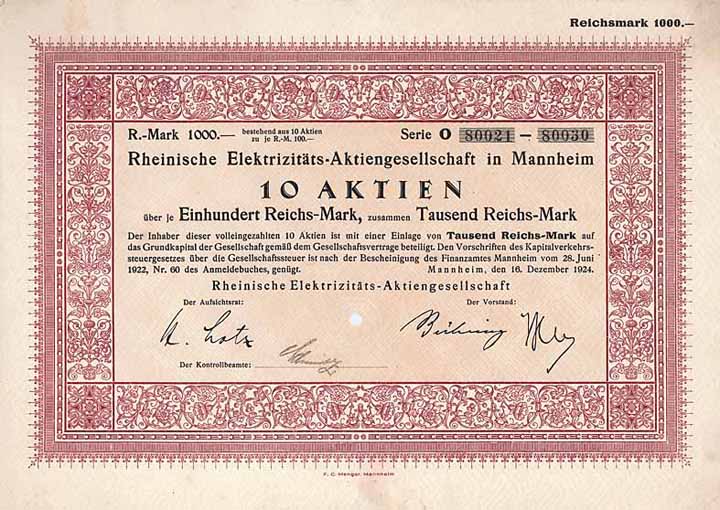 Reichsmark 1000.—
R.-Mark 1000.— bestehend aus 10 Aktien zu je R.-M. 100.— Serie O 80021 — 80030
Rheinische Elektrizitäts-Aktiengesellschaft in Mannheim
10 AKTIEN
über je Einhundert Reichs-Mark, zusammen Tausend Reichs-Mark
Der Inhaber dieser volleingezahlten 10 Aktien ist mit einer Einlage von Tausend Reichs-Mark auf
das Grundkapital der Gesellschaft gemäß dem Gesellschaftsvertrage beteiligt. Den Vorschriften des Kapitalverkehrs-
steuergesetzes über die Gesellschaftssteuer ist nach der Bescheinigung des Finanzamtes Mannheim vom 28. Juni
1922, Nr. 60 des Anmeldebuches, genügt. Mannheim, den 16. Dezember 1924.
Rheinische Elektrizitäts-Aktiengesellschaft
Der Aufsichtsrat: Der Vorstand:
Der Kontrollbeamte:
F. C. Menger, Mannheim